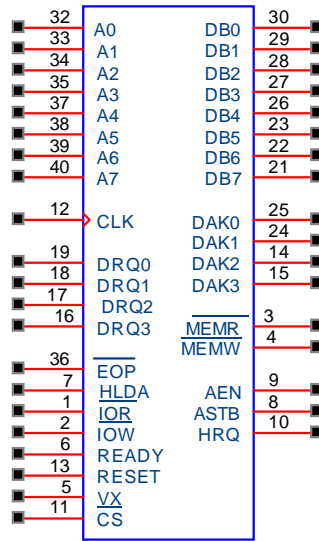 32 A0 DB0 30
33 A1 DB1 29
34 A2 DB2 28
35 A3 DB3 27
37 A4 DB4 26
38 A5 DB5 23
39 A6 DB6 22
40 A7 DB7 21
12 CLK DAK0 25
DAK1 24
19 DRQ0 DAK2 14
18 DRQ1 DAK3 15
17 DRQ2
16 DRQ3 MEMR 3
MEMW 4
36 EOP
7 HLDA AEN 9
1 IOR ASTB 8
2 IOW HRQ 10
6 READY
13 RESET
5 VX
11 CS